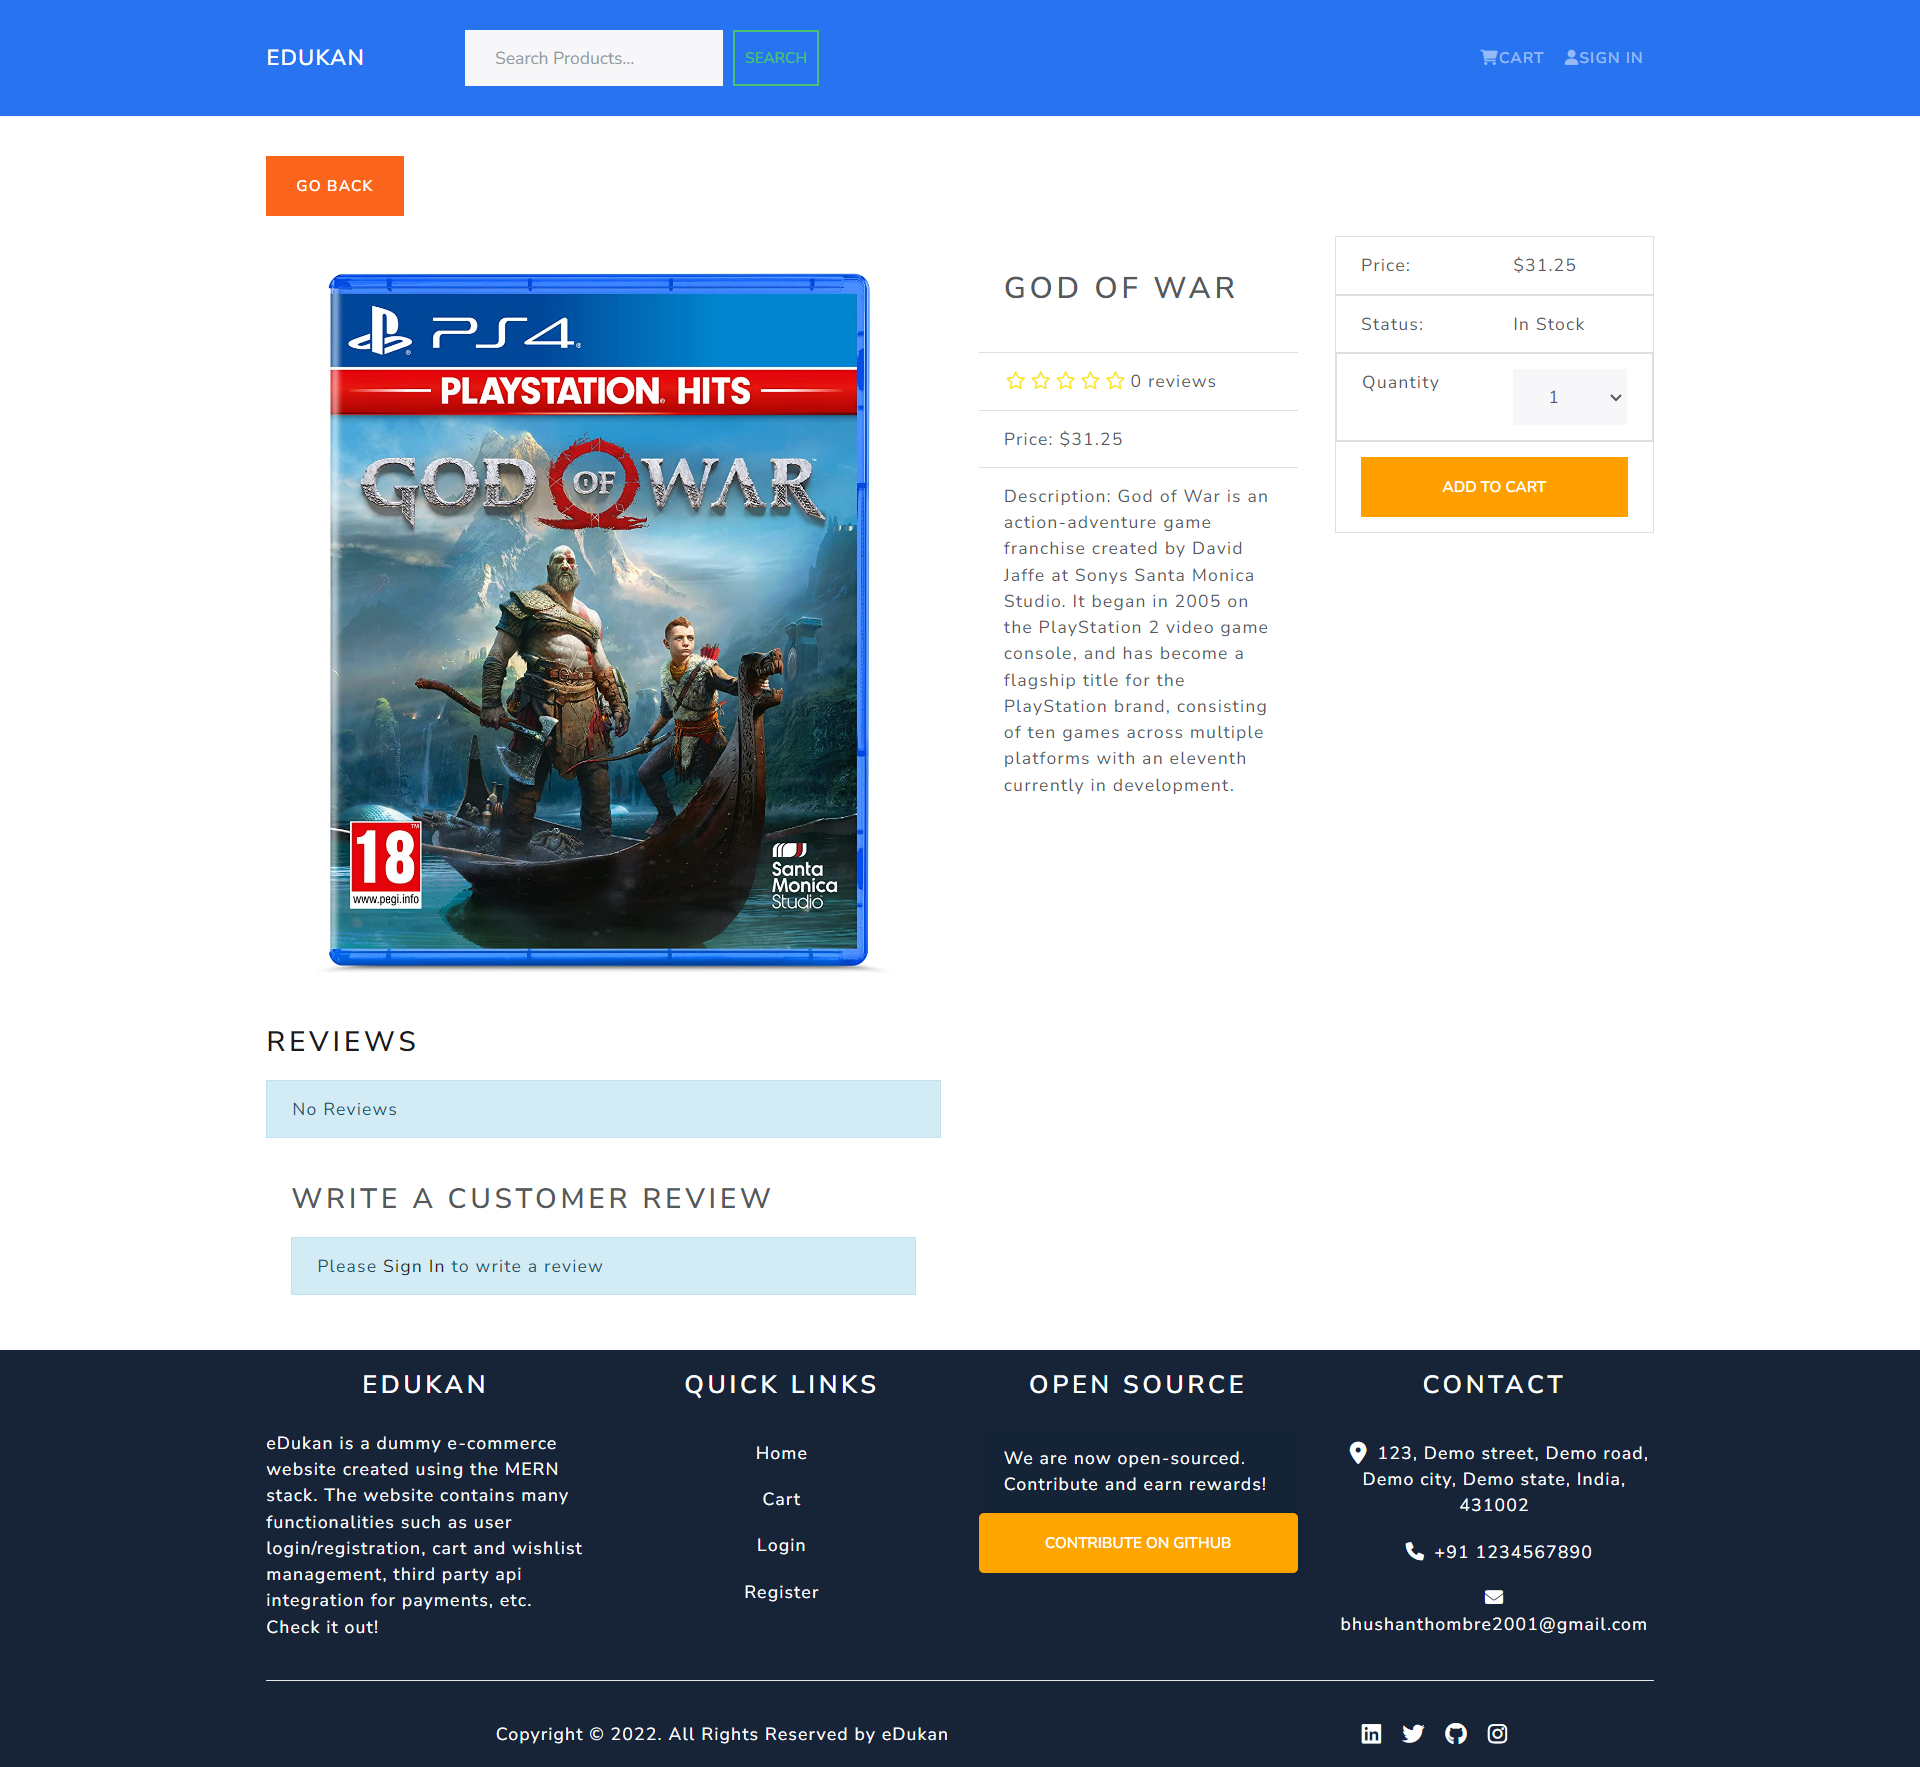 EDUKAN
Search Products...
SEARCH
CART
SIGN IN
GO BACK
PS4
PLAYSTATION HITS
GOD OF WAR
18
www.pegi.info
Santa
Monica
Studio
GOD OF WAR
0 reviews
Price: $31.25
Description: God of War is an
action-adventure game
franchise created by David
Jaffe at Sonys Santa Monica
Studio. It began in 2005 on
the PlayStation 2 video game
console, and has become a
flagship title for the
PlayStation brand, consisting
of ten games across multiple
platforms with an eleventh
currently in development.
Price: $31.25
Status: In Stock
Quantity 1
ADD TO CART
REVIEWS
No Reviews
WRITE A CUSTOMER REVIEW
Please Sign In to write a review
EDUKAN
eDukan is a dummy e-commerce
website created using the MERN
stack. The website contains many
functionalities such as user
login/registration, cart and wishlist
management, third party api
integration for payments, etc.
Check it out!
QUICK LINKS
Home
Cart
Login
Register
OPEN SOURCE
We are now open-sourced.
Contribute and earn rewards!
CONTRIBUTE ON GITHUB
CONTACT
123, Demo street, Demo road,
Demo city, Demo state, India,
431002
+91 1234567890
bhushanthombre2001@gmail.com
Copyright © 2022. All Rights Reserved by eDukan